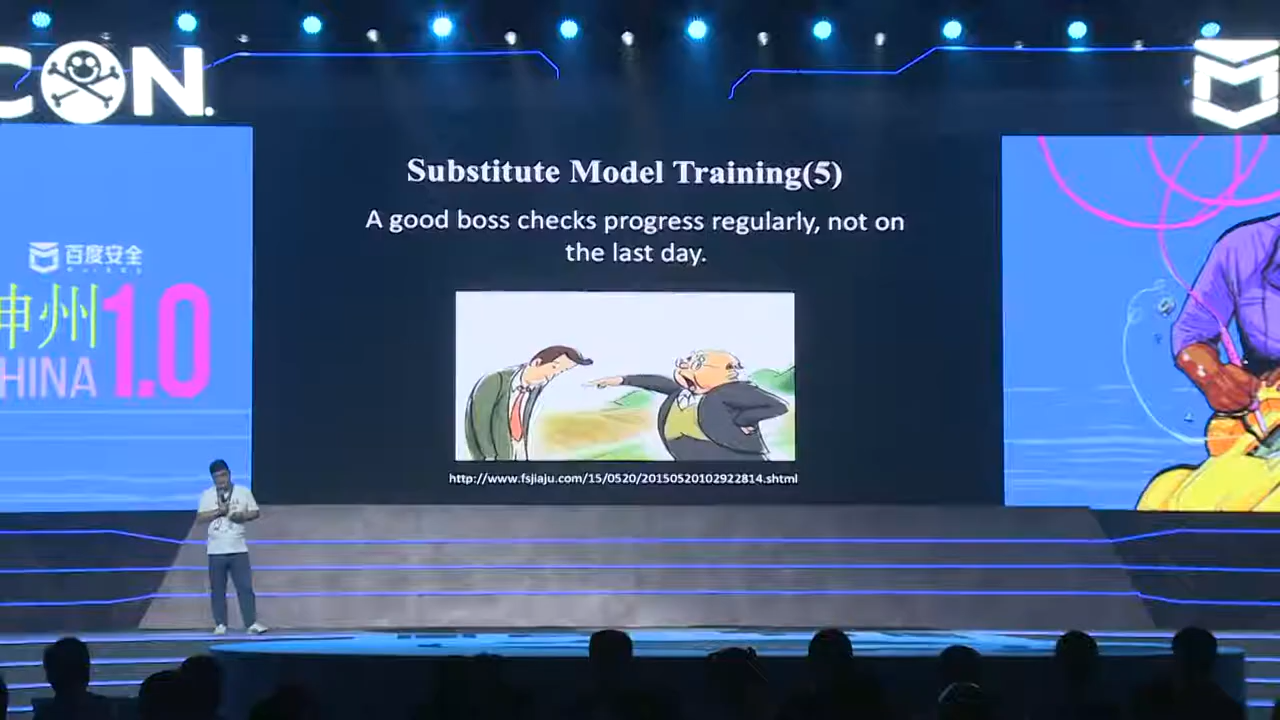 CON.
Substitute Model Training(5)
A good boss checks progress regularly, not on
the last day.
http://www.fsjiaju.com/15/0520/20150520102922814.shtml
百度安全
神州1.0
HINA